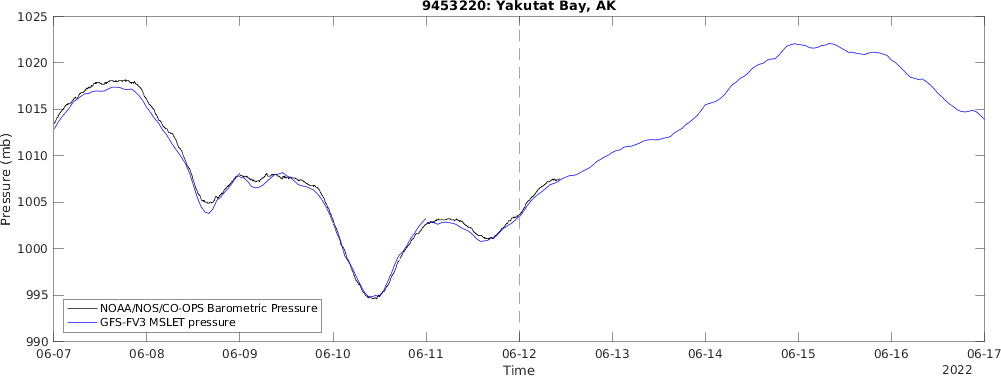 9453220: Yakutat Bay, AK
Pressure (mb)
1025
1020
1015
1010
1005
1000
995
990
NOAA/NOS/CO-OPS Barometric Pressure
GFS-FV3 MSLET pressure
06-07 06-08 06-09 06-10 06-11 06-12 06-13 06-14 06-15 06-16 06-17
Time
2022